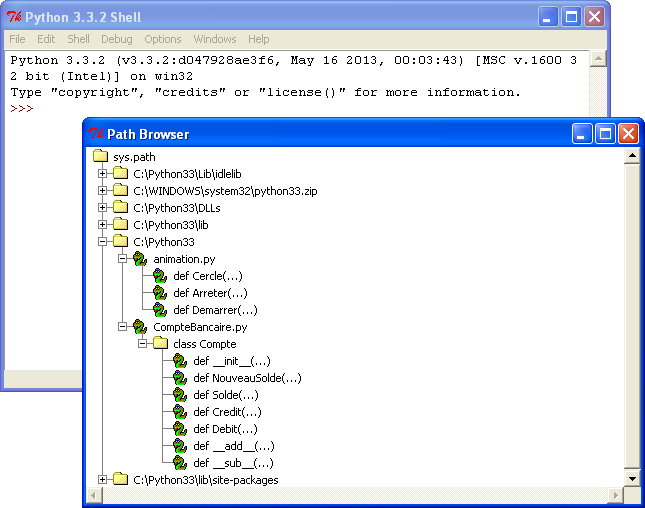 Python 3.3.2 Shell
File Edit Shell Debug Options Windows Help
Python 3.3.2 (v3.3.2:d047928ae3f6, May 16 2013, 00:03:43) [MSC v.1600 3
2 bit (Intel)] on win32
Type "copyright", "credits" or "license()" for more information.
>>>
Path Browser
sys.path
C:\Python33\Lib\idlelib
C:\WINDOWS\system32\python33.zip
C:\Python33\DLLs
C:\Python33\lib
C:\Python33
animation.py
def Cercle(...)
def Arreter(...)
def Demarrer(...)
CompteBancaire.py
class Compte
def __init__(...)
def NouveauSolde(...)
def Solde(...)
def Credit(...)
def Debit(...)
def __add__(...)
def __sub__(...)
C:\Python33\lib\site-packages